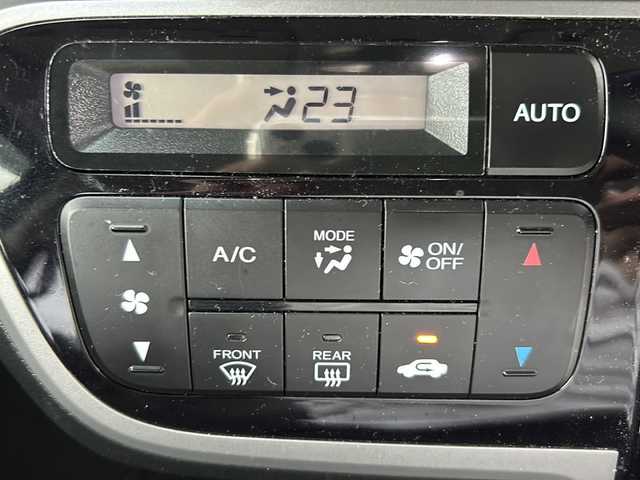 23
AUTO
A/C
MODE
ON/
OFF
FRONT
REAR